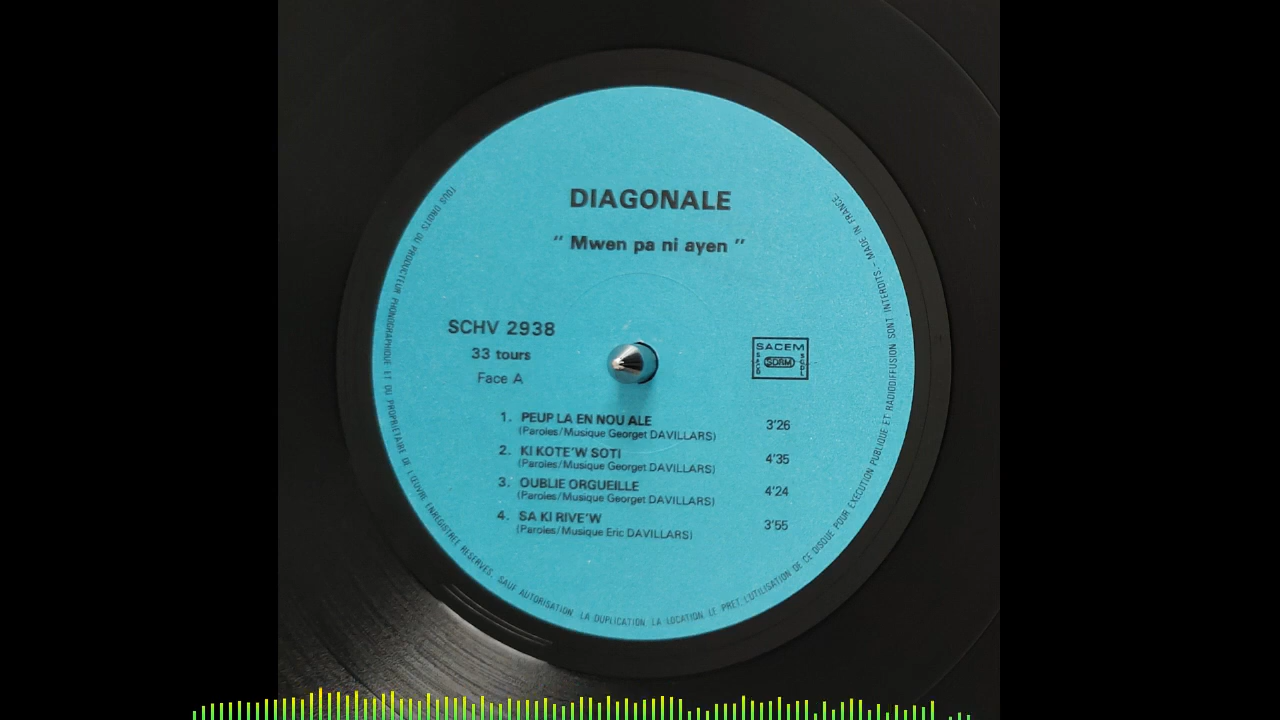 DIAGONALE
" Mwen pa ni ayen "
SCHV 2938
33 tours
Face A
SACEM
SACD
SDRM
SGDL
1. PEUP LA EN NOU ALE 3'26
(Paroles/Musique Georget DAVILLARS)
2. KI KOTE'W SOTI 4'35
(Paroles/Musique Georget DAVILLARS)
3. OUBLIE ORGUEILLE 4'24
(Paroles/Musique Georget DAVILLARS)
4. SA KI RIVE'W 3'55
(Paroles/Musique Eric DAVILLARS)
TOUS DROITS DU PRODUCTEUR PHONOGRAPHIQUE ET DU PROPRIETAIRE DE L'ŒUVRE ENREGISTREE RESERVES. SAUF AUTORISATION LA DUPLICATION LA LOCATION LE PRET L'UTILISATION DE CE DISQUE POUR EXECUTION PUBLIQUE ET RADIODIFFUSION SONT INTERDITS. - MADE IN FRANCE.